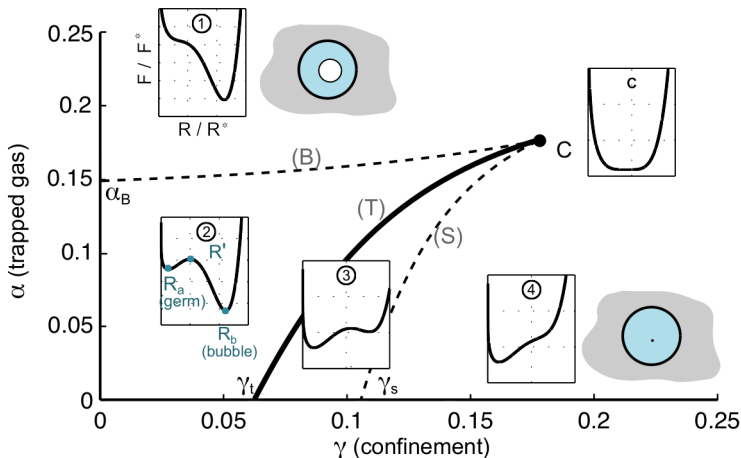 0.25
0.2
0.15
0.1
0.05
0
α (trapped gas)
α_B
1
F / F*
R / R*
(B)
C
c
(T)
(S)
2
R'
R_a
(germ)
R_b
(bubble)
3
4
γ_t
γ_s
0
0.05
0.1
0.15
0.2
0.25
γ (confinement)